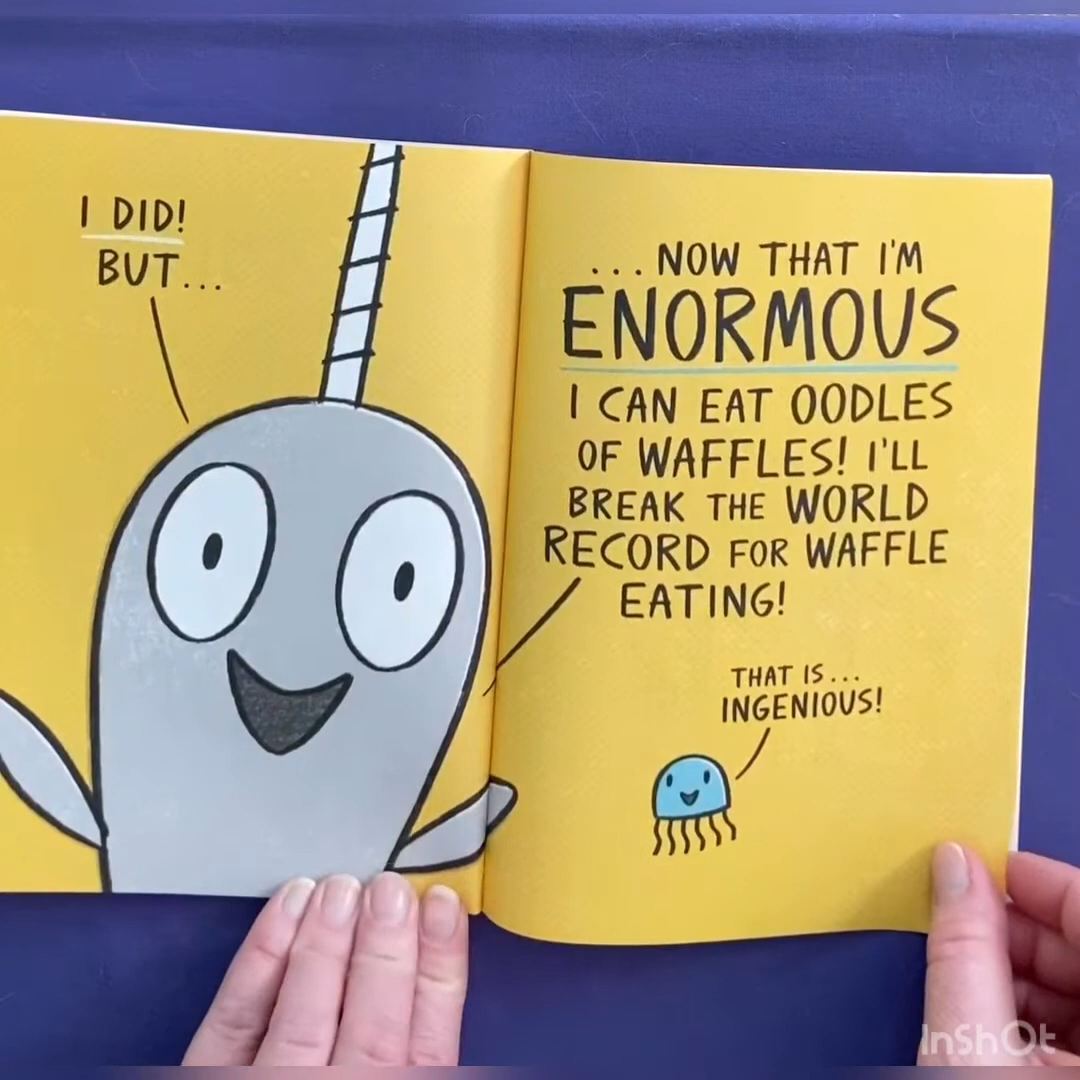 I DID!
BUT...
...NOW THAT I'M
ENORMOUS
I CAN EAT OODLES
OF WAFFLES! I'LL
BREAK THE WORLD
RECORD FOR WAFFLE
EATING!
THAT IS...
INGENIOUS!
InShOt